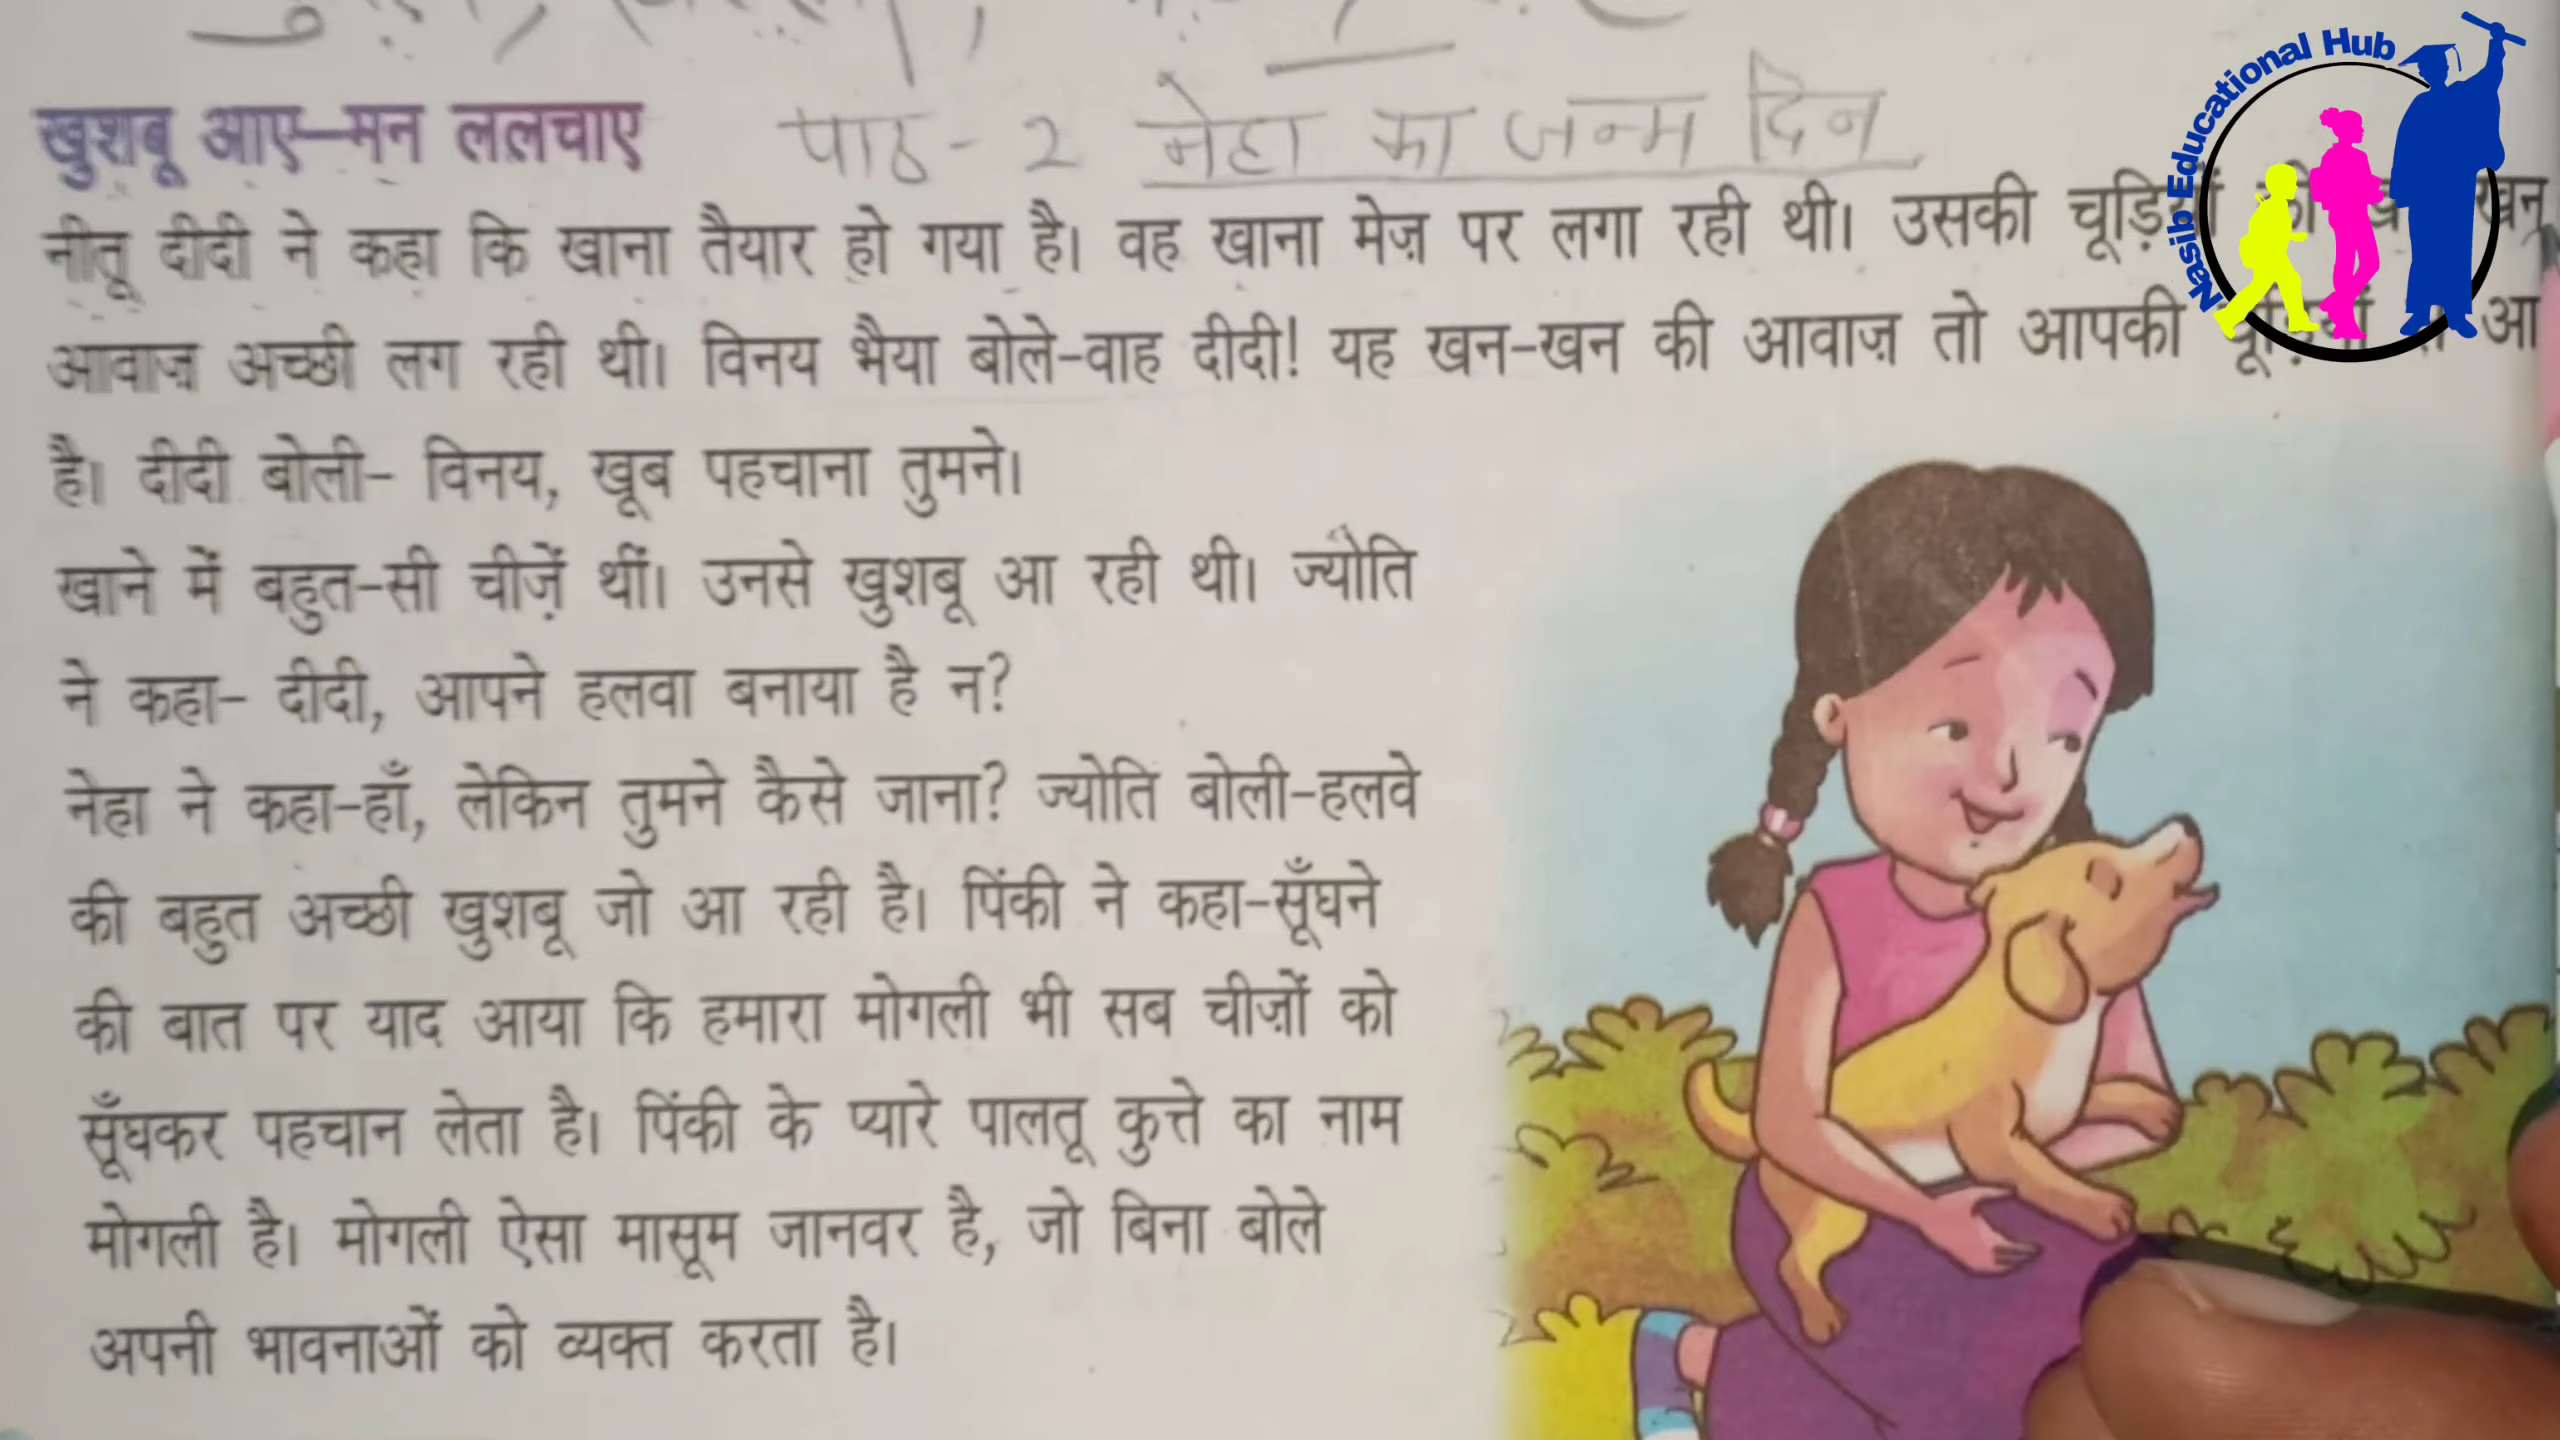 खुशबू आए—मन ललचाए
पाठ - २ नेहा का जन्म दिन
Nasib Educational Hub
नीतू दीदी ने कहा कि खाना तैयार हो गया है। वह खाना मेज़ पर लगा रही थी। उसकी खन
आवाज़ अच्छी लग रही थी। विनय भैया बोले-वाह दीदी! यह खन-खन की आवाज़ तो आपकी आ
है। दीदी बोली- विनय, खूब पहचाना तुमने।
खाने में बहुत-सी चीज़ें थीं। उनसे खुशबू आ रही थी। ज्योति
ने कहा- दीदी, आपने हलवा बनाया है न?
नेहा ने कहा-हाँ, लेकिन तुमने कैसे जाना? ज्योति बोली-हलवे
की बहुत अच्छी खुशबू जो आ रही है। पिंकी ने कहा-सूँघने
की बात पर याद आया कि हमारा मोगली भी सब चीज़ों को
सूँघकर पहचान लेता है। पिंकी के प्यारे पालतू कुत्ते का नाम
मोगली है। मोगली ऐसा मासूम जानवर है, जो बिना बोले
अपनी भावनाओं को व्यक्त करता है।